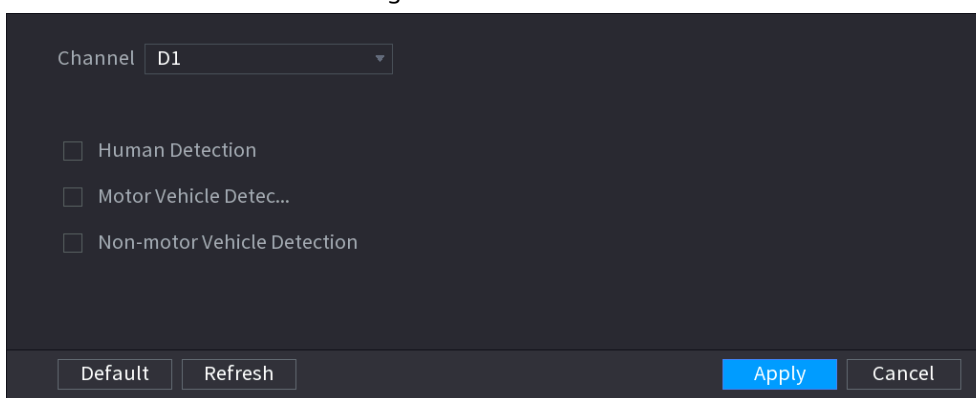 Channel D1
Human Detection
Motor Vehicle Detec...
Non-motor Vehicle Detection
Default Refresh Apply Cancel